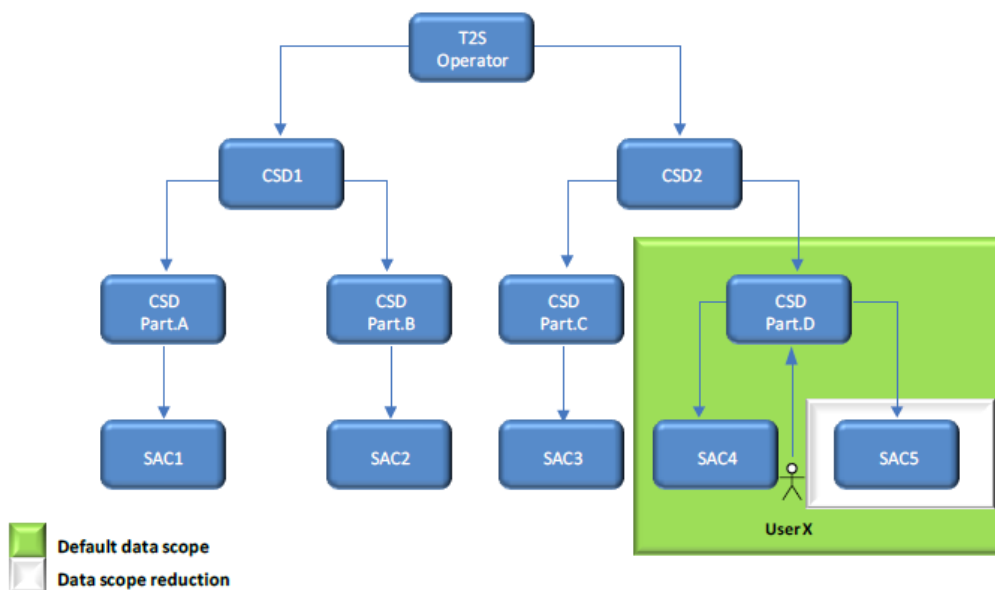 T2S
Operator
CSD1
CSD2
CSD
Part.A
CSD
Part.B
CSD
Part.C
CSD
Part.D
SAC1
SAC2
SAC3
SAC4
SAC5
User X
Default data scope
Data scope reduction